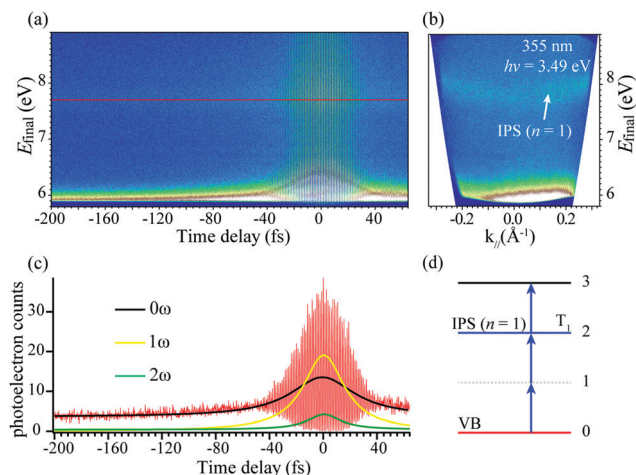 (a)
E_final (eV)
8
7
6
-200 -160 -120 -80 -40 0 40
Time delay (fs)
(b)
355 nm
hν = 3.49 eV
IPS (n = 1)
8
7
6
E_final (eV)
-0.2 0.0 0.2
k_//(Å⁻¹)
(c)
photoelectron counts
30
20
10
0
0ω
1ω
2ω
-200 -160 -120 -80 -40 0 40
Time delay (fs)
(d)
3
IPS (n = 1) T₁ 2
1
VB 0